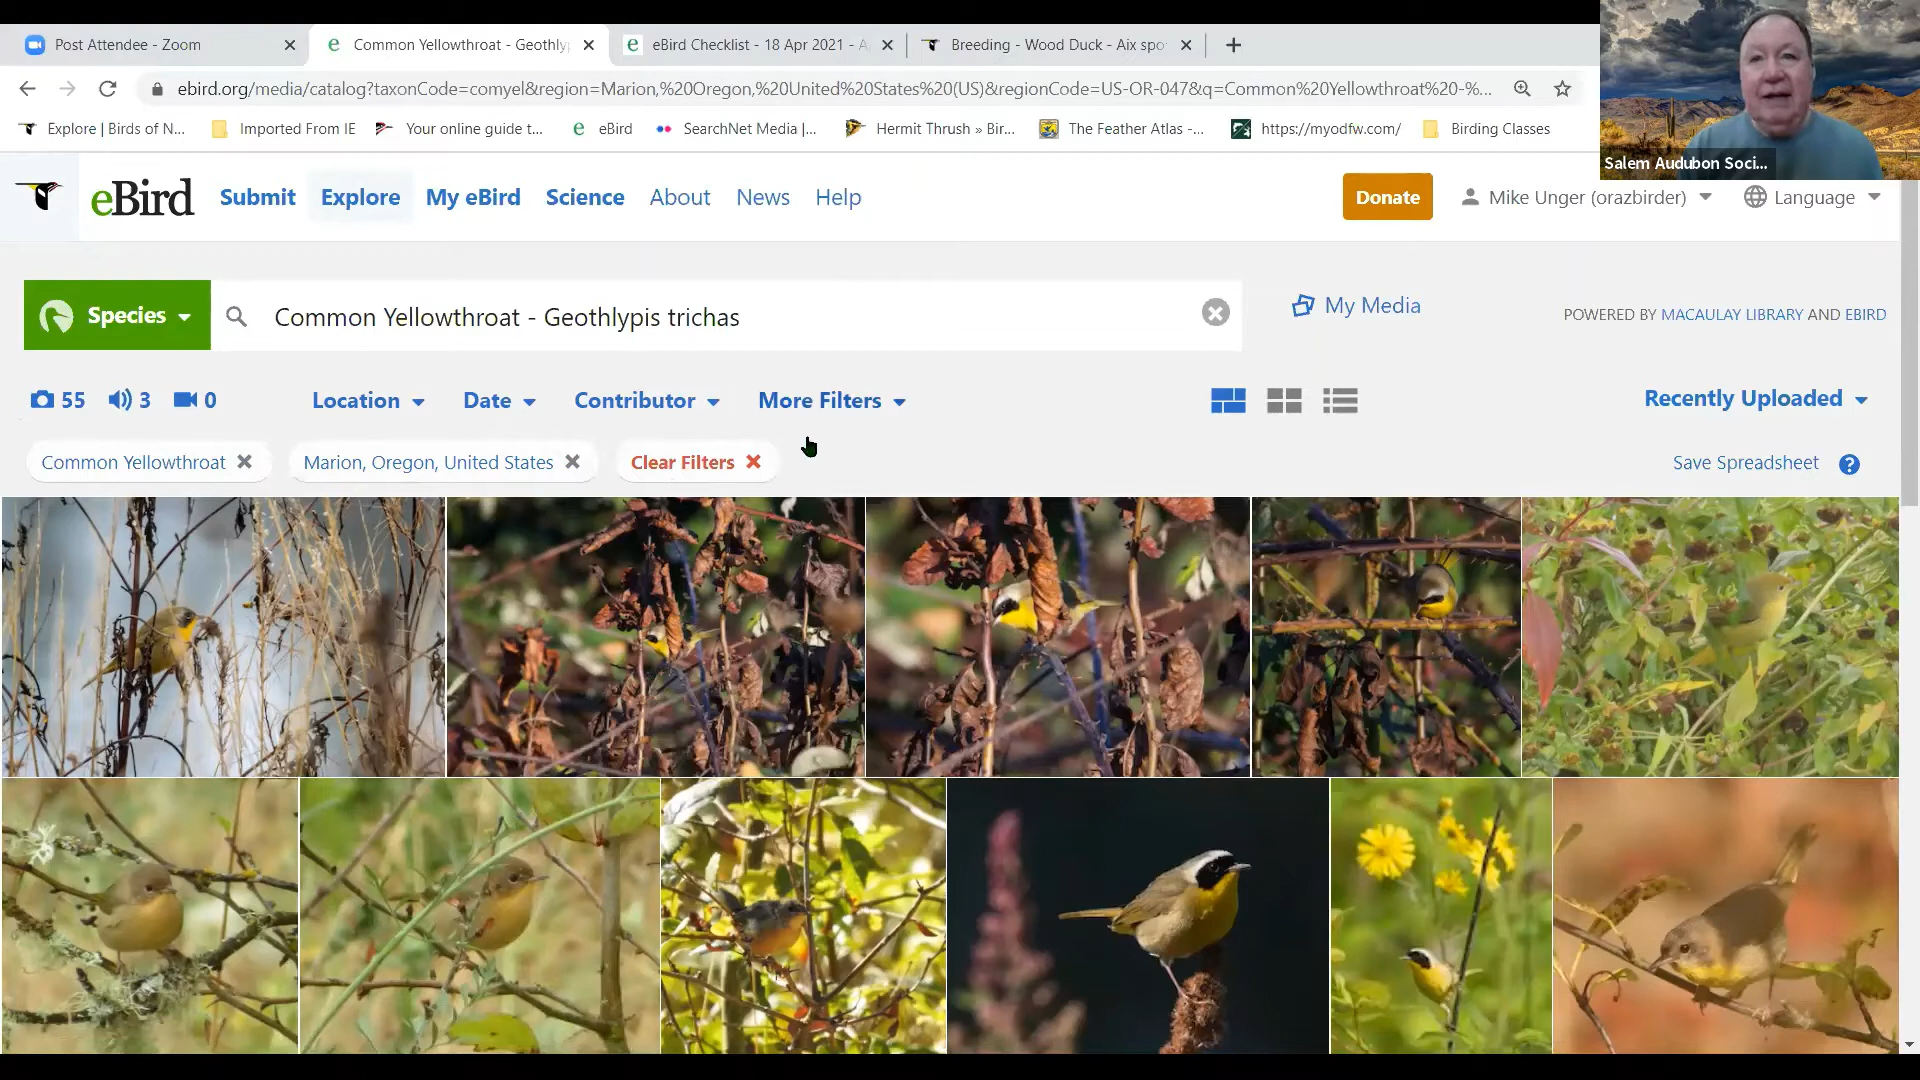 Post Attendee - Zoom
Common Yellowthroat - Geothly
eBird Checklist - 18 Apr 2021 - A
Breeding - Wood Duck - Aix spo
ebird.org/media/catalog?taxonCode=comyel&region=Marion,%20Oregon,%20United%20States%20(US)&regionCode=US-OR-047&q=Common%20Yellowthroat%20-%...
Explore | Birds of N...
Imported From IE
Your online guide t...
eBird
SearchNet Media |...
Hermit Thrush » Bir...
The Feather Atlas -...
https://myodfw.com/
Birding Classes
Salem Audubon Soci...
eBird
Submit
Explore
My eBird
Science
About
News
Help
Donate
Mike Unger (orazbirder)
Language
Species
Common Yellowthroat - Geothlypis trichas
My Media
POWERED BY MACAULAY LIBRARY AND EBIRD
55
3
0
Location
Date
Contributor
More Filters
Recently Uploaded
Common Yellowthroat
Marion, Oregon, United States
Clear Filters
Save Spreadsheet
?